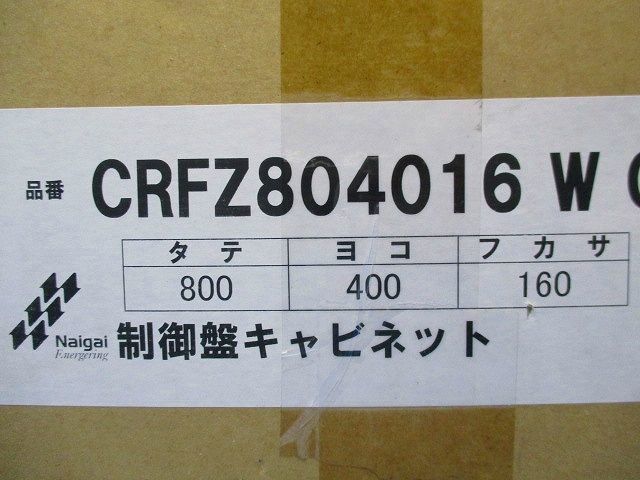 品番 CRFZ804016 W
タテ ヨコ フカサ
800 400 160
Naigai
Energering
制御盤キャビネット